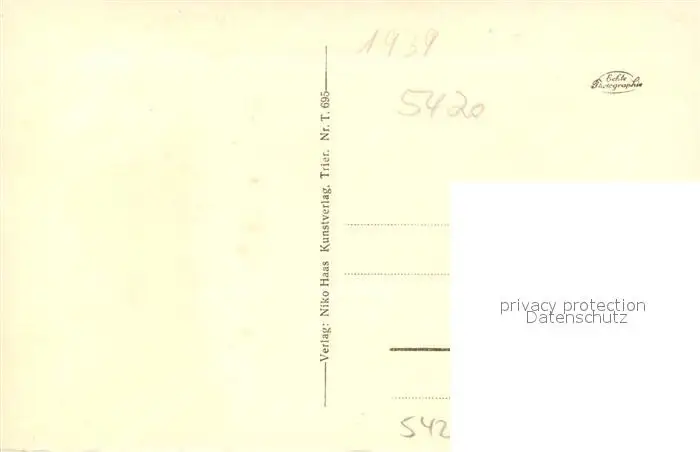 1939
Echte
Photographie
5420
Verlag: Niko Haas Kunstverlag, Trier. Nr. T. 695
privacy protection
Datenschutz
542